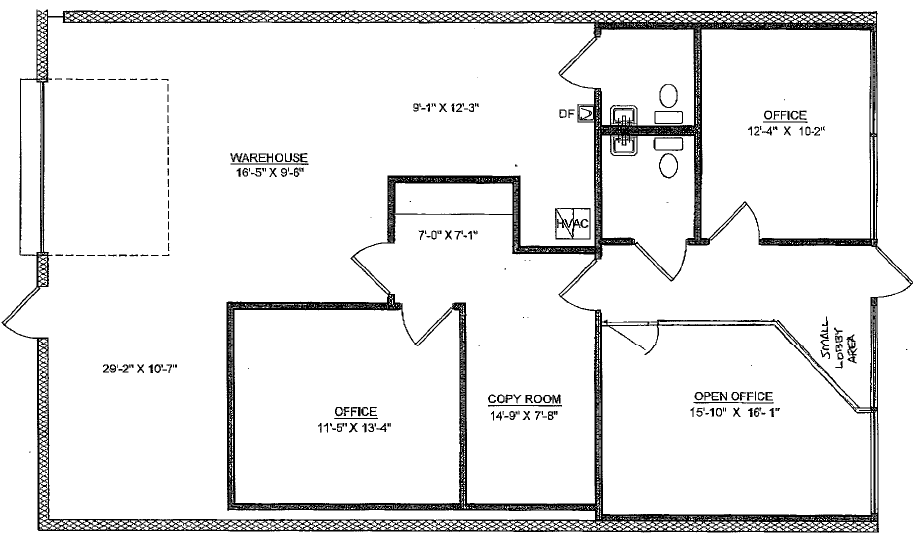 9'-1" X 12'-3"
DF
OFFICE
12'-4" X 10-2"
WAREHOUSE
16'-5" X 9'-6"
HVAC
7'-0" X 7'-1"
SMALL
LOBBY
AREA
29'-2" X 10'-7"
OFFICE
11'-5" X 13'-4"
COPY ROOM
14'-9" X 7'-8"
OPEN OFFICE
15'-10" X 16'-1"